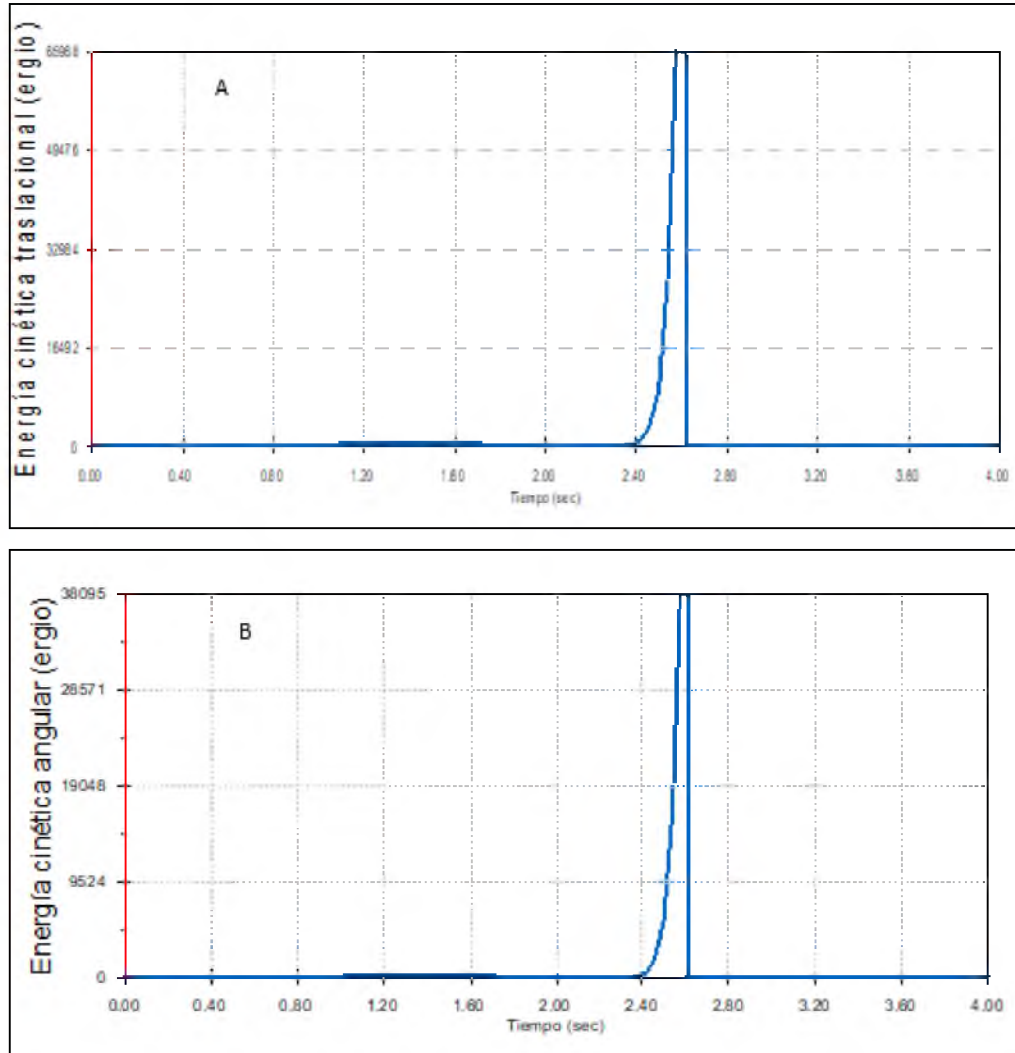 Energía cinética traslacional (ergio)
A
65968
49476
32984
16492
0
0.00 0.40 0.80 1.20 1.60 2.00 2.40 2.80 3.20 3.60 4.00
Tiempo (sec)
Energía cinética angular (ergio)
B
38095
28571
19048
9524
0
0.00 0.40 0.80 1.20 1.60 2.00 2.40 2.80 3.20 3.60 4.00
Tiempo (sec)